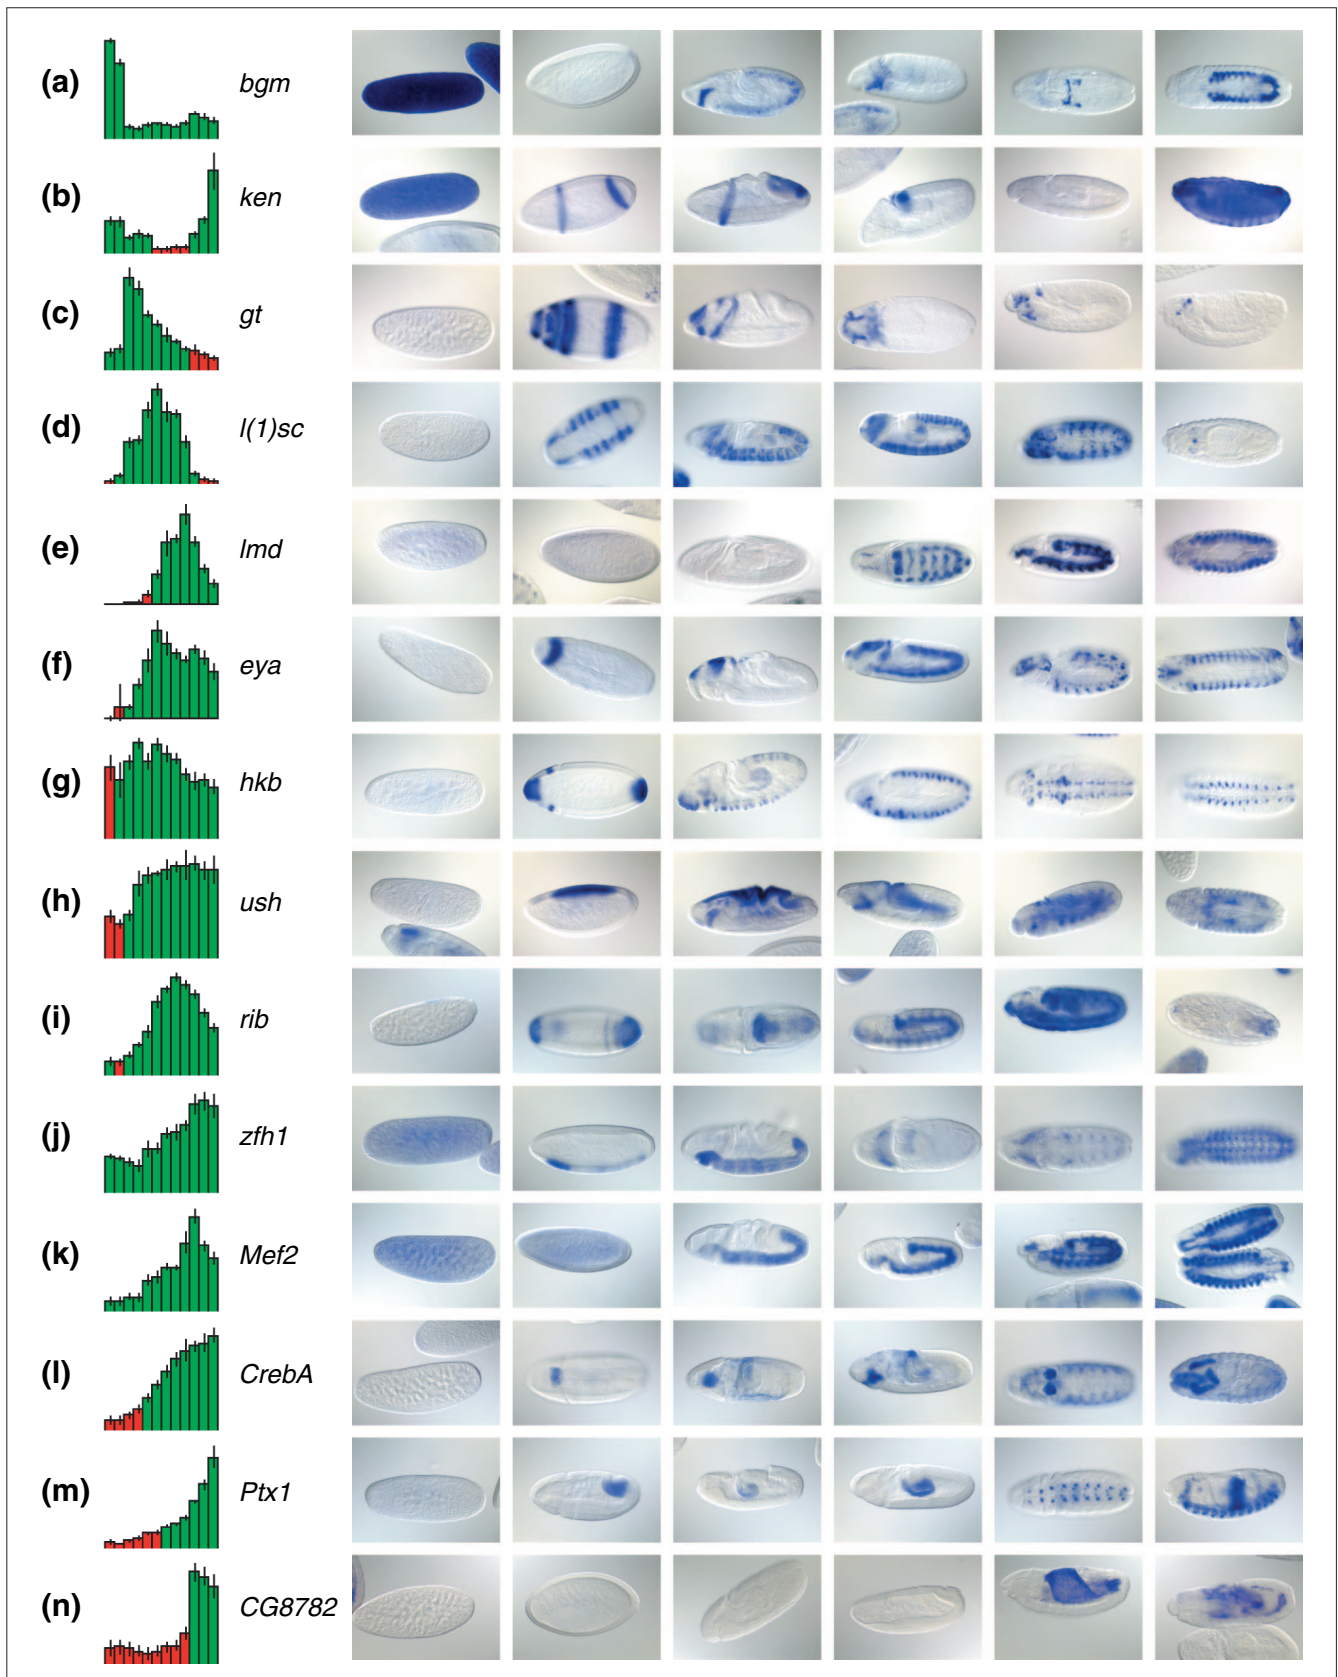 (a) bgm
(b) ken
(c) gt
(d) l(1)sc
(e) lmd
(f) eya
(g) hkb
(h) ush
(i) rib
(j) zfh1
(k) Mef2
(l) CrebA
(m) Ptx1
(n) CG8782